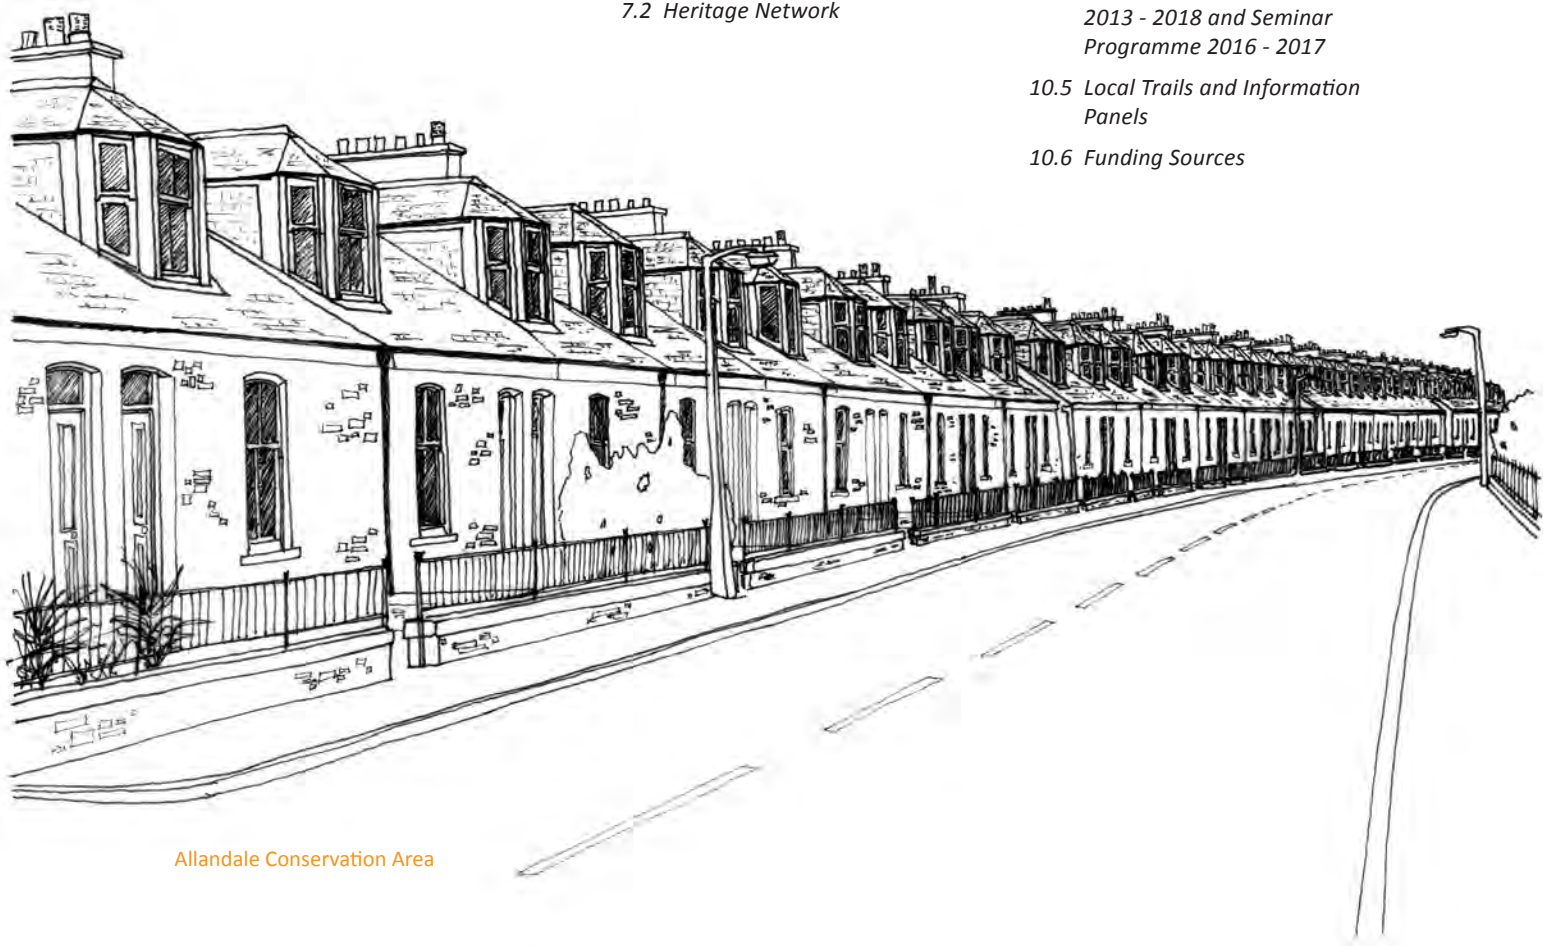 7.2 Heritage Network
2013 - 2018 and Seminar
Programme 2016 - 2017
10.5 Local Trails and Information
Panels
10.6 Funding Sources
Allandale Conservation Area